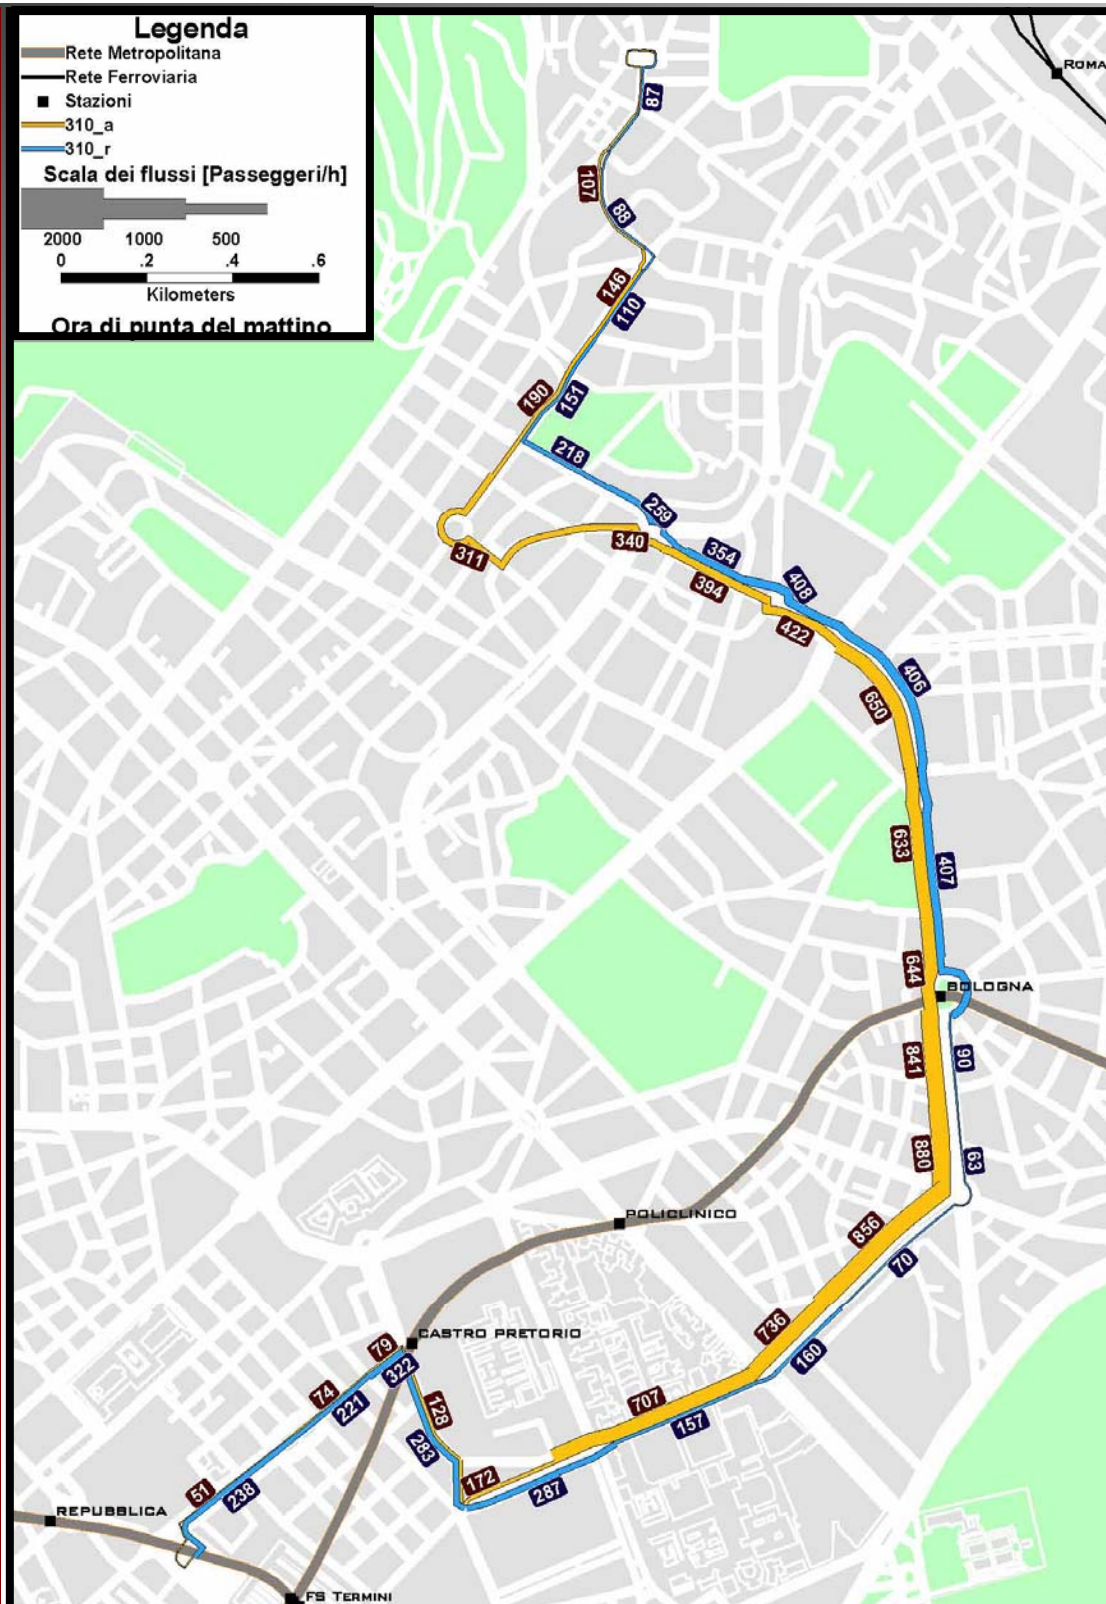 Legenda
Rete Metropolitana
Rete Ferroviaria
Stazioni
310_a
310_r
Scala dei flussi [Passeggeri/h]
2000 1000 500
0 .2 .4 .6
Kilometers
Ora di punta del mattino
ROMA
87
107
88
146
110
190
151
218
259
311
340
354
394
408
422
406
650
633
407
644
BOLOGNA
841
90
880
63
POLICLINICO
856
70
736
160
CASTRO PRETORIO
79
322
74
221
128
707
157
283
172
287
51
238
REPUBBLICA
FS TERMINI